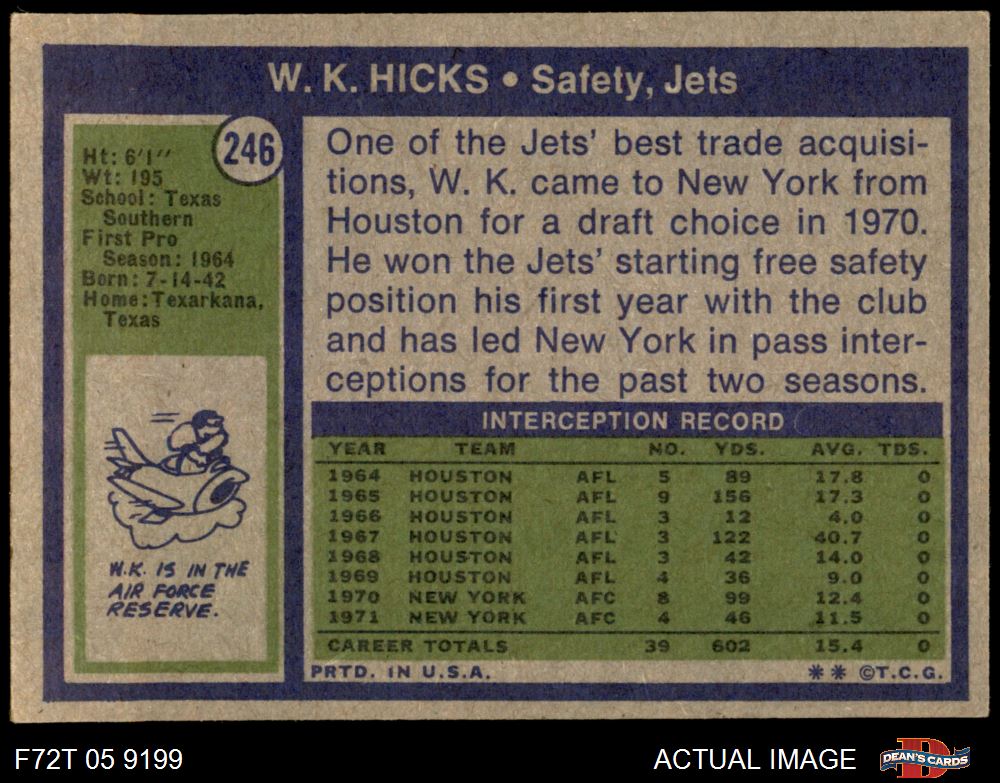 W. K. HICKS • Safety, Jets
246
Ht: 6'1"
Wt: 195
School: Texas
Southern
First Pro
Season: 1964
Born: 7-14-42
Home: Texarkana,
Texas
W.K. IS IN THE
AIR FORCE
RESERVE.
One of the Jets' best trade acquisi-
tions, W. K. came to New York from
Houston for a draft choice in 1970.
He won the Jets' starting free safety
position his first year with the club
and has led New York in pass inter-
ceptions for the past two seasons.
INTERCEPTION RECORD
YEAR TEAM NO. YDS. AVG. TDS.
1964 HOUSTON AFL 5 89 17.8 0
1965 HOUSTON AFL 9 156 17.3 0
1966 HOUSTON AFL 3 12 4.0 0
1967 HOUSTON AFL 3 122 40.7 0
1968 HOUSTON AFL 3 42 14.0 0
1969 HOUSTON AFL 4 36 9.0 0
1970 NEW YORK AFC 8 99 12.4 0
1971 NEW YORK AFC 4 46 11.5 0
CAREER TOTALS 39 602 15.4 0
PRTD. IN U.S.A. ** ©T.C.G.
F72T 05 9199 ACTUAL IMAGE
DEAN'S CARDS